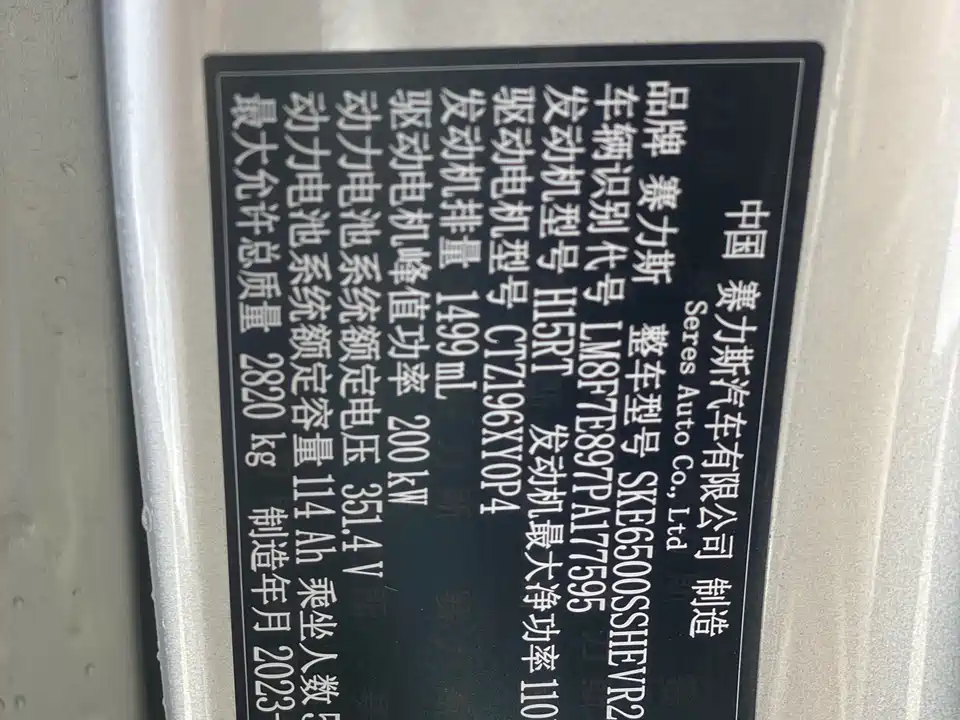 中国 赛力斯汽车有限公司 制造
Seres Auto Co., Ltd
品牌 赛力斯 整车型号 SKE6500SSHEVR2
车辆识别代号 LM8F7E897PA177595
发动机型号 H15RT 发动机最大净功率 110
驱动电机型号 CTZ196XY0P4
发动机排量 1499 mL
驱动电机峰值功率 200 kW
动力电池系统额定电压 351.4 V
动力电池系统额定容量 114 Ah 乘坐人数 5
最大允许总质量 2820 kg 制造年月 2023-